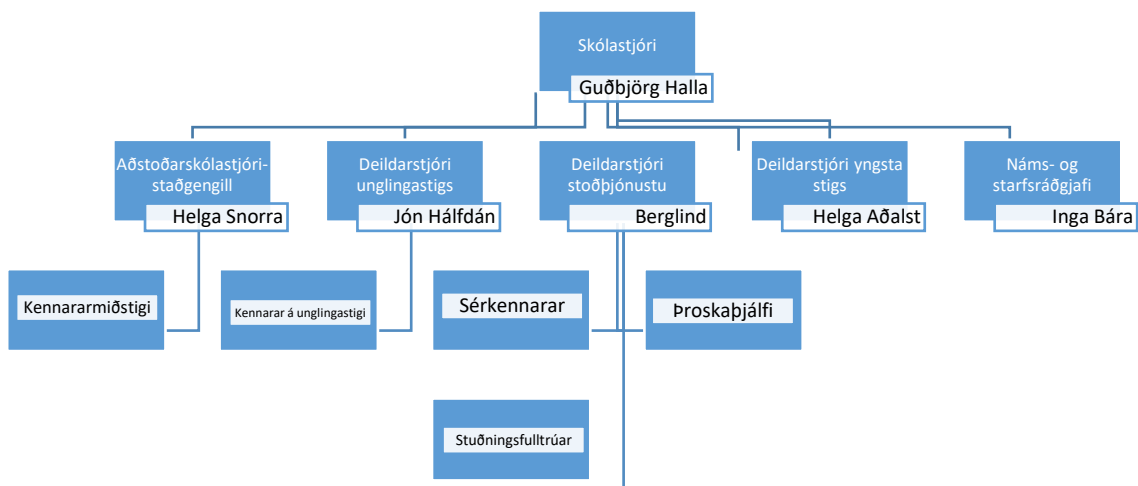 Skólastjóri
Guðbjörg Halla
Aðstoðarskólastjóri-
staðgengill
Helga Snorra
Deildarstjóri
unglingastigs
Jón Hálfdán
Deildarstjóri
stoðþjónustu
Berglind
Deildarstjóri yngsta
stigs
Helga Aðalst
Náms- og
starfsráðgjafi
Inga Bára
Kennararmiðstigi
Kennarar á unglingastigi
Sérkennarar
Þroskaþjálfi
Stuðningsfulltrúar